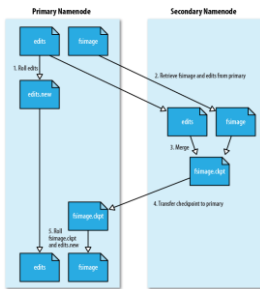 Primary Namenode
Secondary Namenode
edits
fsimage
1. Roll edits
2. Retrieve fsimage and edits from primary
edits.new
edits
fsimage
3. Merge
fsimage.ckpt
4. Transfer checkpoint to primary
fsimage.ckpt
5. Roll
fsimage.ckpt
and edits.new
edits
fsimage